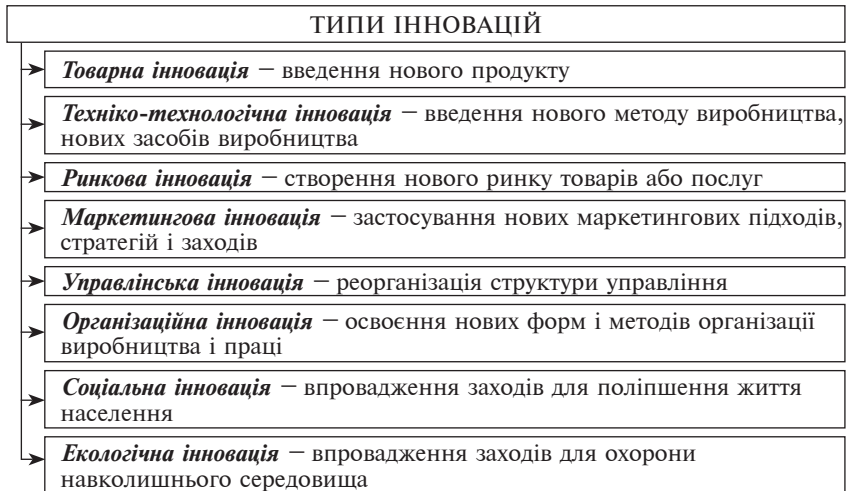 ТИПИ ІННОВАЦІЙ
Товарна інновація — введення нового продукту
Техніко-технологічна інновація — введення нового методу виробництва,
нових засобів виробництва
Ринкова інновація — створення нового ринку товарів або послуг
Маркетингова інновація — застосування нових маркетингових підходів,
стратегій і заходів
Управлінська інновація — реорганізація структури управління
Організаційна інновація — освоєння нових форм і методів організації
виробництва і праці
Соціальна інновація — впровадження заходів для поліпшення життя
населення
Екологічна інновація — впровадження заходів для охорони
навколишнього середовища